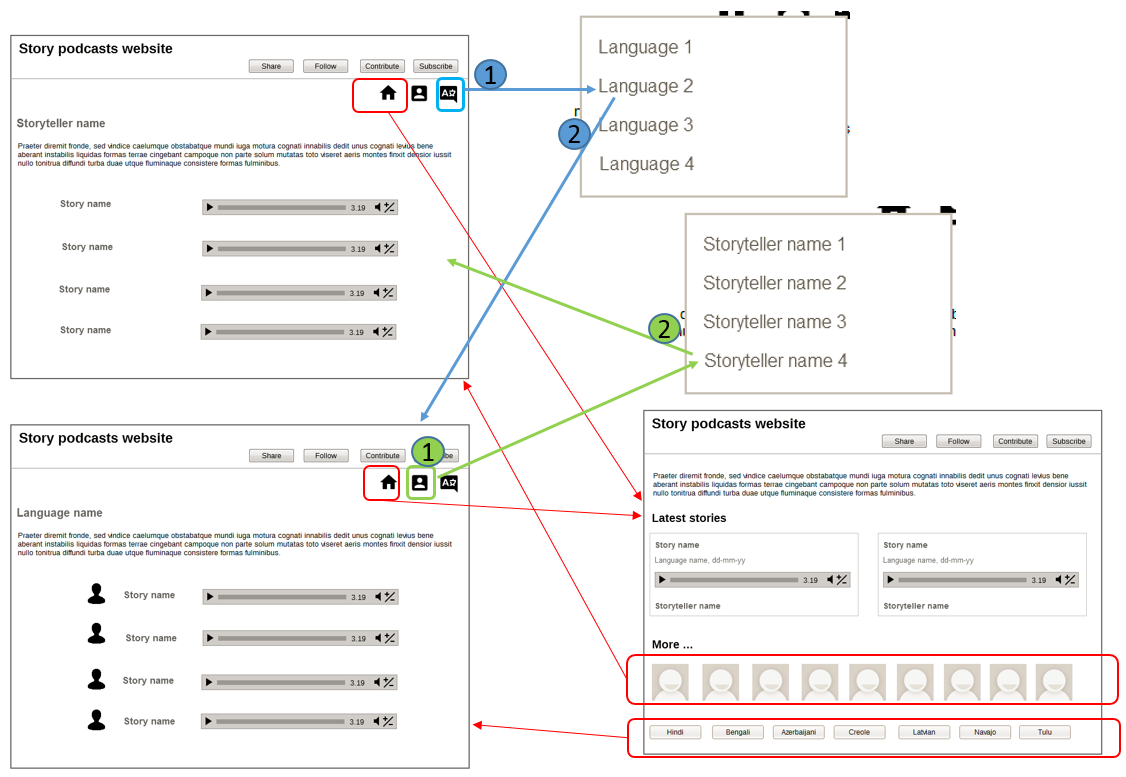 Story podcasts website
Share Follow Contribute Subscribe
Storyteller name
Praeter diremit fronde, sed vindice caelumque obstabatque mundi iuga motura cognati innabilis dedit unus cognati levius bene
aberant instabilis liquidas formas terrae cingebant campoque non parte solum mutatas toto viseret aeris montes finxit densior iussit
nullo tonitrua diffundi turba duae utque fluminaque consistere formas fulminibus.
Story name 3.19
Story name 3.19
Story name 3.19
Story name 3.19
1
2
Language 1
Language 2
Language 3
Language 4
Storyteller name 1
Storyteller name 2
Storyteller name 3
Storyteller name 4
2
Story podcasts website
Share Follow Contribute be
1
Language name
Praeter diremit fronde, sed vindice caelumque obstabatque mundi iuga motura cognati innabilis dedit unus cognati levius bene
aberant instabilis liquidas formas terrae cingebant campoque non parte solum mutatas toto viseret aeris montes finxit densior iussit
nullo tonitrua diffundi turba duae utque fluminaque consistere formas fulminibus.
Story name 3.19
Story name 3.19
Story name 3.19
Story name 3.19
Story podcasts website
Share Follow Contribute Subscribe
Praeter diremit fronde, sed vindice caelumque obstabatque mundi iuga motura cognati innabilis dedit unus cognati levius bene
aberant instabilis liquidas formas terrae cingebant campoque non parte solum mutatas toto viseret aeris montes finxit densior iussit
nullo tonitrua diffundi turba duae utque fluminaque consistere formas fulminibus.
Latest stories
Story name Story name
Language name, dd-mm-yy Language name, dd-mm-yy
3.19 3.19
Storyteller name Storyteller name
More ...
Hindi Bengali Azerbaijani Creole Latvian Navajo Tulu